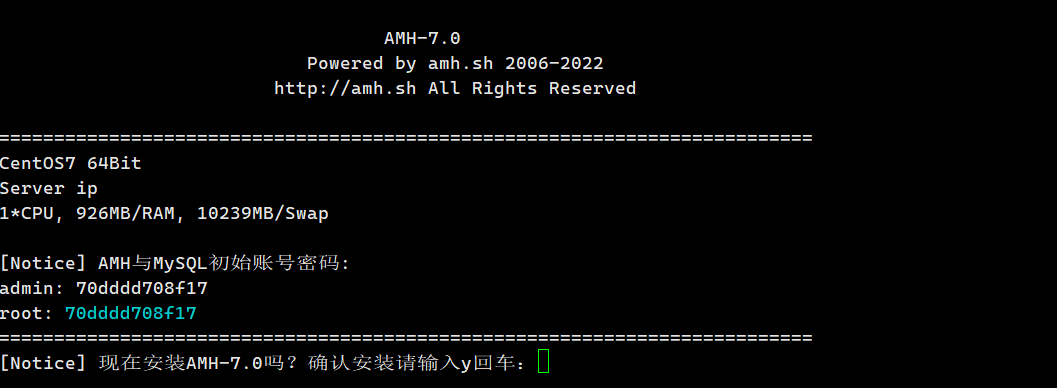 AMH-7.0
Powered by amh.sh 2006-2022
http://amh.sh All Rights Reserved
==========================================================================
CentOS7 64Bit
Server ip
1*CPU, 926MB/RAM, 10239MB/Swap
[Notice] AMH与MySQL初始账号密码:
admin: 70dddd708f17
root: 70dddd708f17
==========================================================================
[Notice] 现在安装AMH-7.0吗? 确认安装请输入y回车: